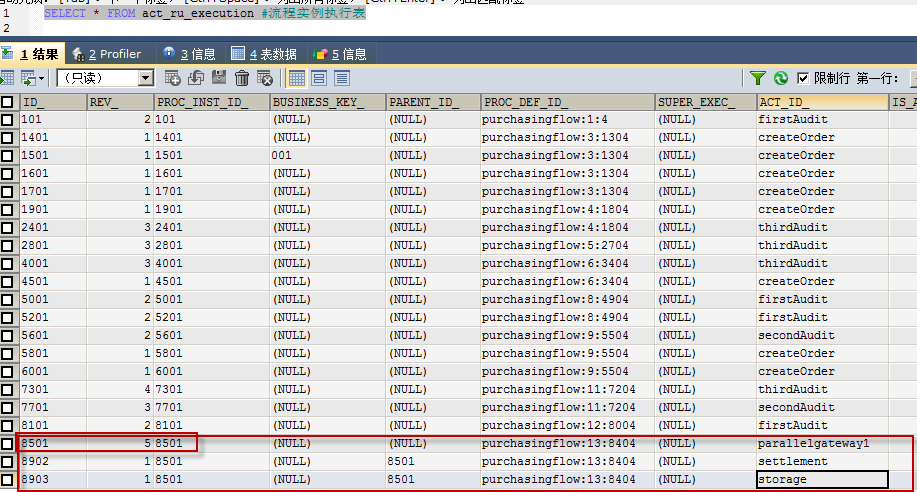 1 SELECT * FROM act_ru_execution #流程实例执行表
2
1 结果 2 Profiler 3 信息 4 表数据 5 信息
(只读) 限制行 第一行:
ID_ REV_ PROC_INST_ID_ BUSINESS_KEY_ PARENT_ID_ PROC_DEF_ID_ SUPER_EXEC_ ACT_ID_ IS_A
101 2 101 (NULL) (NULL) purchasingflow:1:4 (NULL) firstAudit
1401 1 1401 (NULL) (NULL) purchasingflow:3:1304 (NULL) createOrder
1501 1 1501 001 (NULL) purchasingflow:3:1304 (NULL) createOrder
1601 1 1601 (NULL) (NULL) purchasingflow:3:1304 (NULL) createOrder
1701 1 1701 (NULL) (NULL) purchasingflow:3:1304 (NULL) createOrder
1901 1 1901 (NULL) (NULL) purchasingflow:4:1804 (NULL) createOrder
2401 3 2401 (NULL) (NULL) purchasingflow:4:1804 (NULL) thirdAudit
2801 3 2801 (NULL) (NULL) purchasingflow:5:2704 (NULL) thirdAudit
4001 3 4001 (NULL) (NULL) purchasingflow:6:3404 (NULL) thirdAudit
4501 1 4501 (NULL) (NULL) purchasingflow:6:3404 (NULL) createOrder
5001 2 5001 (NULL) (NULL) purchasingflow:8:4904 (NULL) firstAudit
5201 2 5201 (NULL) (NULL) purchasingflow:8:4904 (NULL) firstAudit
5601 2 5601 (NULL) (NULL) purchasingflow:9:5504 (NULL) secondAudit
5801 1 5801 (NULL) (NULL) purchasingflow:9:5504 (NULL) createOrder
6001 1 6001 (NULL) (NULL) purchasingflow:9:5504 (NULL) createOrder
7301 4 7301 (NULL) (NULL) purchasingflow:11:7204 (NULL) thirdAudit
7701 3 7701 (NULL) (NULL) purchasingflow:11:7204 (NULL) secondAudit
8101 2 8101 (NULL) (NULL) purchasingflow:12:8004 (NULL) firstAudit
8501 5 8501 (NULL) (NULL) purchasingflow:13:8404 (NULL) parallelgateway1
8902 1 8501 (NULL) 8501 purchasingflow:13:8404 (NULL) settlement
8903 1 8501 (NULL) 8501 purchasingflow:13:8404 (NULL) storage